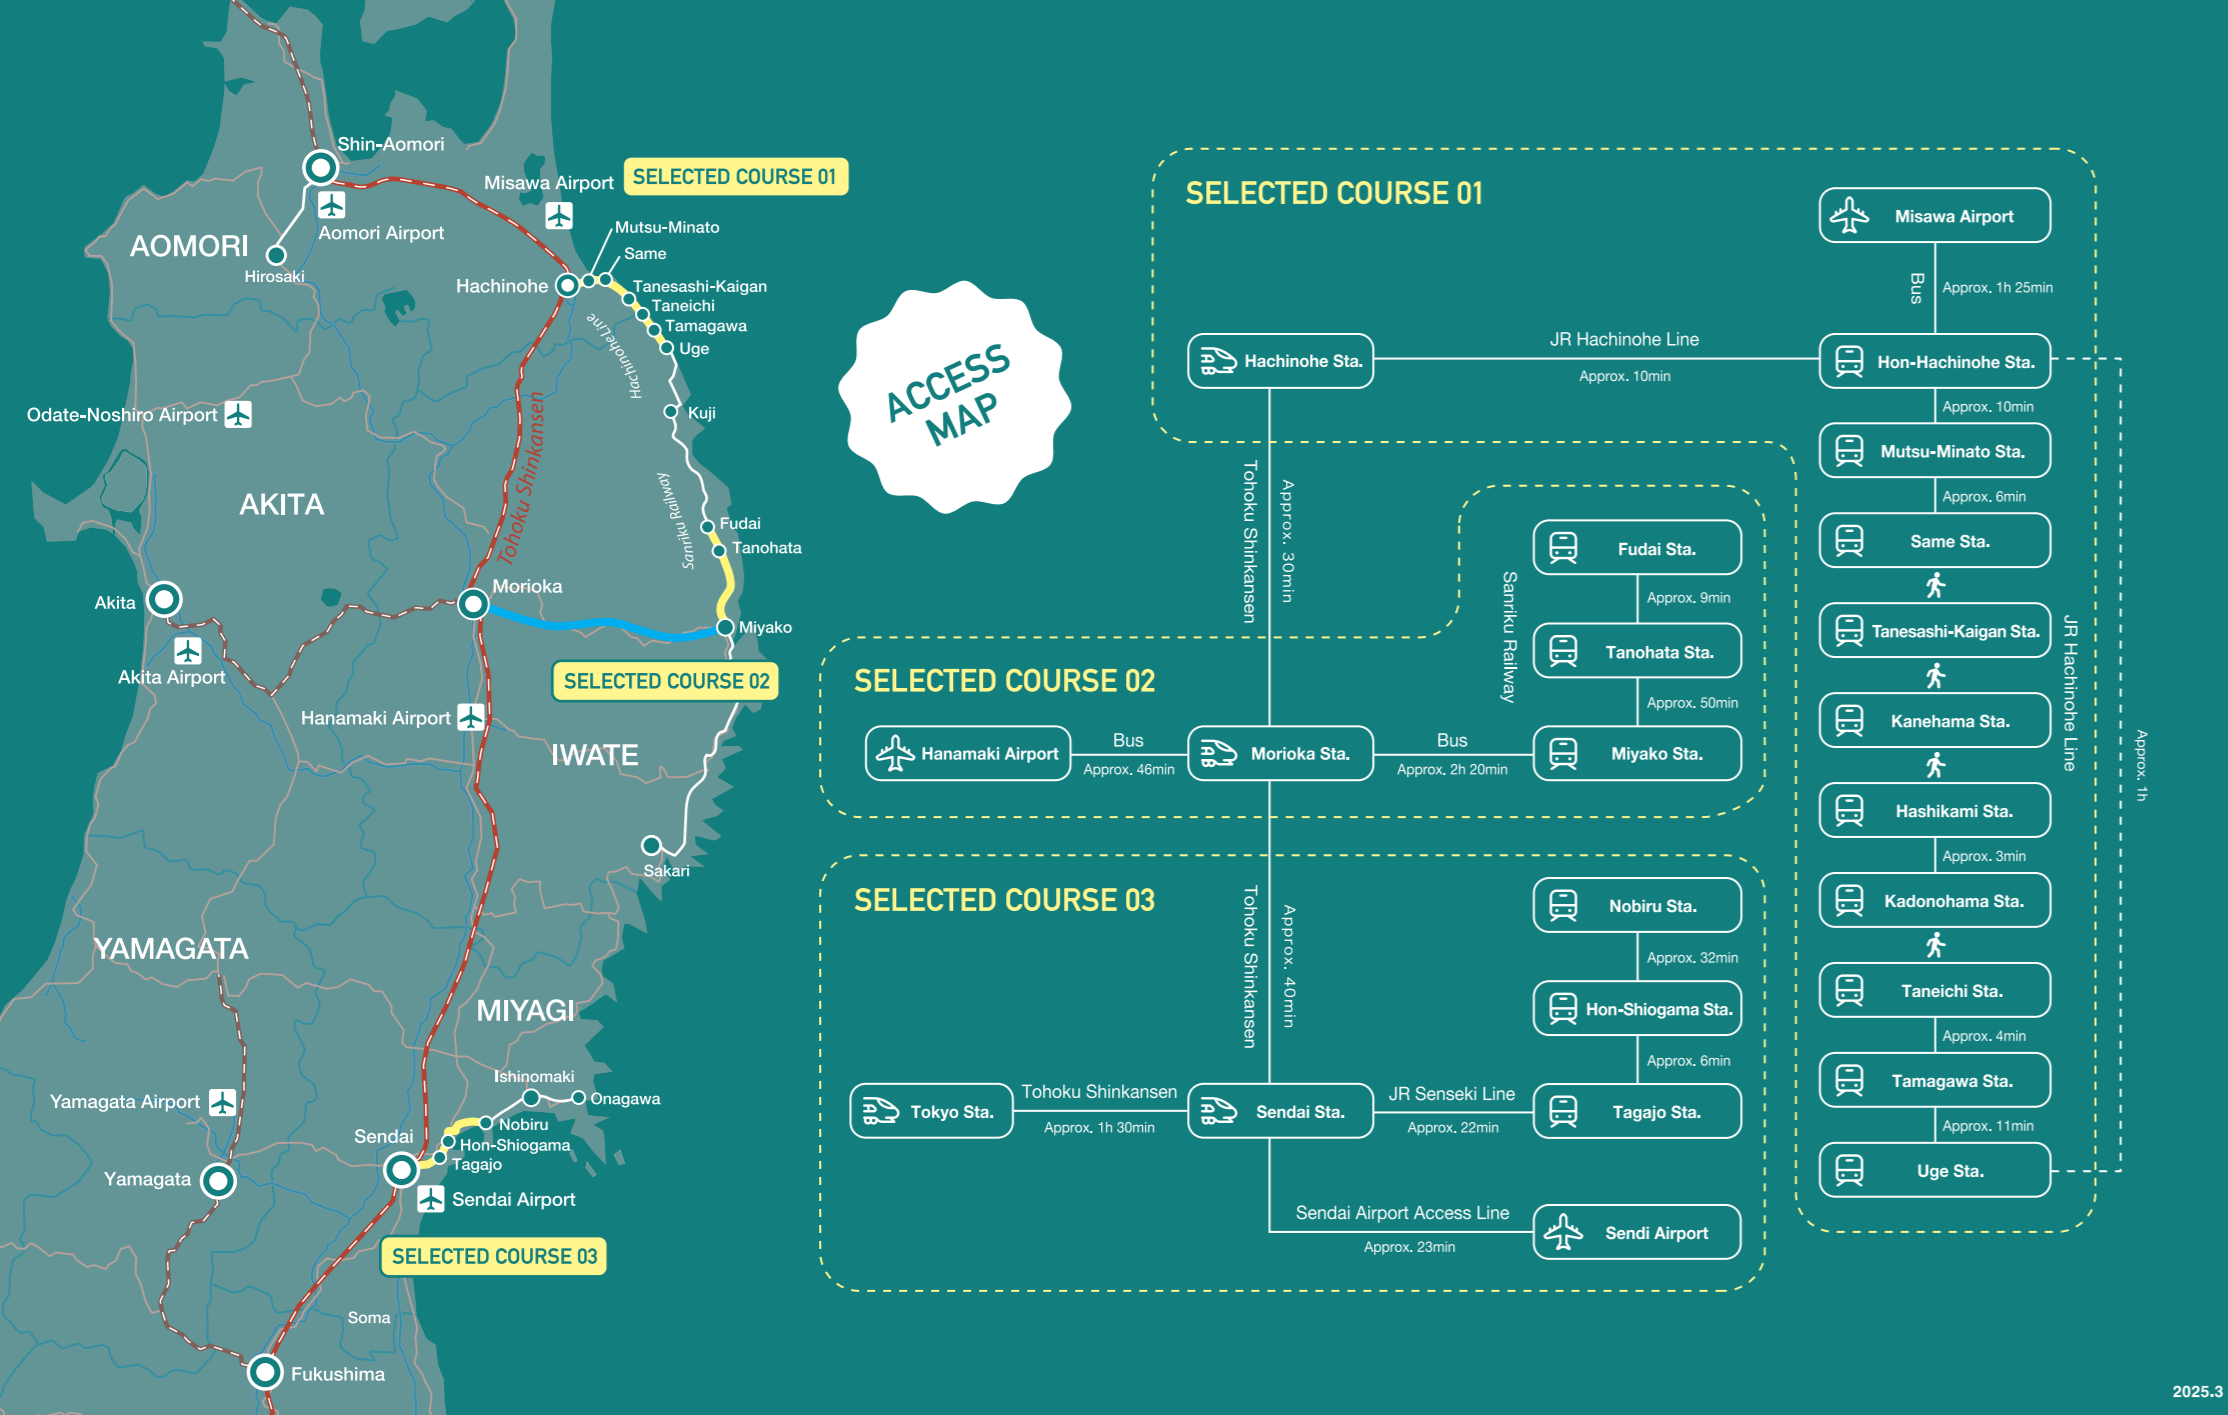 Shin-Aomori
Misawa Airport
SELECTED COURSE 01
Aomori Airport
AOMORI
Hirosaki
Mutsu-Minato
Same
Hachinohe
Tanesashi-Kaigan
Taneichi
Tamagawa
Uge
HachinoheLine
Kuji
Odate-Noshiro Airport
Tohoku Shinkansen
AKITA
Sanriku Railway
Fudai
Tanohata
Morioka
Akita
Miyako
Akita Airport
SELECTED COURSE 02
Hanamaki Airport
IWATE
Sakari
YAMAGATA
MIYAGI
Ishinomaki
Onagawa
Yamagata Airport
Nobiru
Sendai
Hon-Shiogama
Tagajo
Yamagata
Sendai Airport
SELECTED COURSE 03
Soma
Fukushima
ACCESS
MAP
SELECTED COURSE 01
Misawa Airport
Bus
Approx. 1h 25min
Hachinohe Sta.
JR Hachinohe Line
Approx. 10min
Hon-Hachinohe Sta.
Approx. 10min
Mutsu-Minato Sta.
Approx. 6min
Same Sta.
Tanesashi-Kaigan Sta.
Kanehama Sta.
Hashikami Sta.
Approx. 3min
Kadonohama Sta.
Taneichi Sta.
Approx. 4min
Tamagawa Sta.
Approx. 11min
Uge Sta.
JR Hachinohe Line
Approx. 1h
Tohoku Shinkansen
Approx. 30min
SELECTED COURSE 02
Fudai Sta.
Approx. 9min
Sanriku Railway
Tanohata Sta.
Approx. 50min
Hanamaki Airport
Bus
Approx. 46min
Morioka Sta.
Bus
Approx. 2h 20min
Miyako Sta.
Tohoku Shinkansen
Approx. 40min
SELECTED COURSE 03
Nobiru Sta.
Approx. 32min
Hon-Shiogama Sta.
Approx. 6min
Tokyo Sta.
Tohoku Shinkansen
Approx. 1h 30min
Sendai Sta.
JR Senseki Line
Approx. 22min
Tagajo Sta.
Sendai Airport Access Line
Approx. 23min
Sendi Airport
2025.3